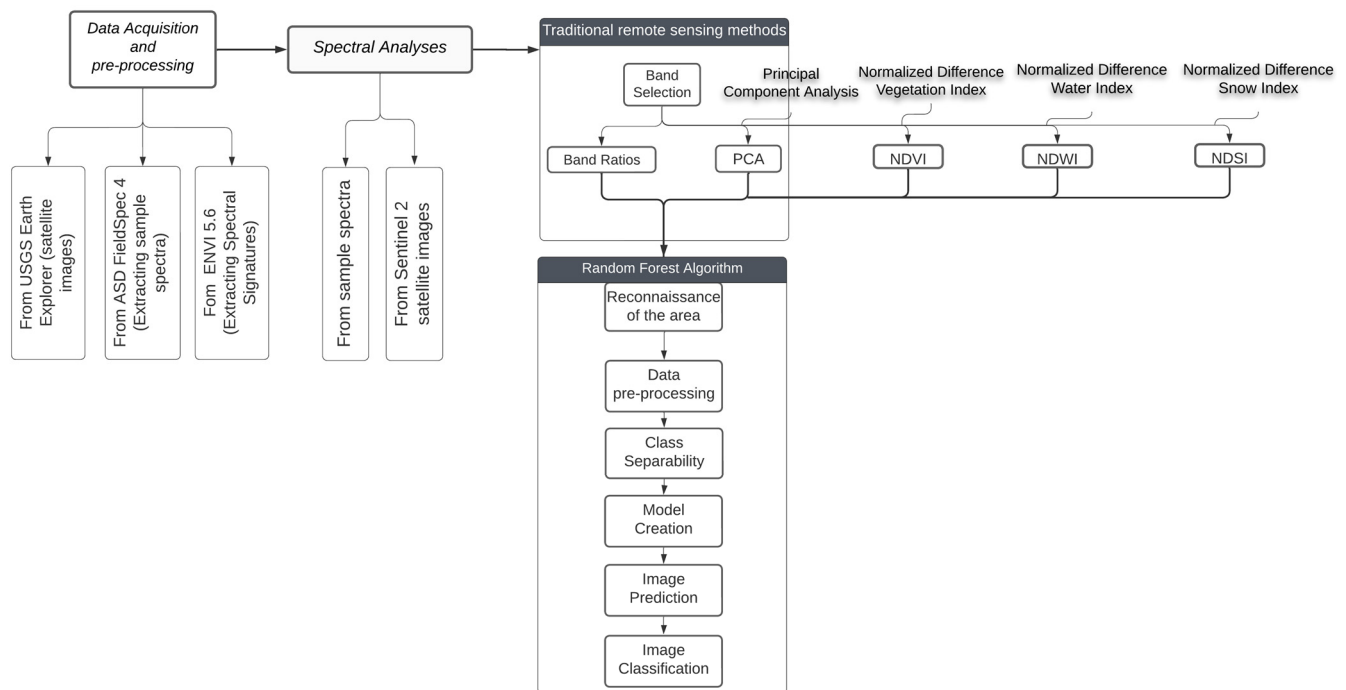 Data Acquisition
and
pre-processing
Spectral Analyses
Traditional remote sensing methods
Band
Selection
Principal
Component Analysis
Normalized Difference
Vegetation Index
Normalized Difference
Water Index
Normalized Difference
Snow Index
Band Ratios
PCA
NDVI
NDWI
NDSI
From USGS Earth
Explorer (satellite
images)
From ASD FieldSpec 4
(Extracting sample
spectra)
Fom ENVI 5.6
(Extracting Spectral
Signatures)
From sample spectra
From Sentinel 2
satellite images
Random Forest Algorithm
Reconnaissance
of the area
Data
pre-processing
Class
Separability
Model
Creation
Image
Prediction
Image
Classification